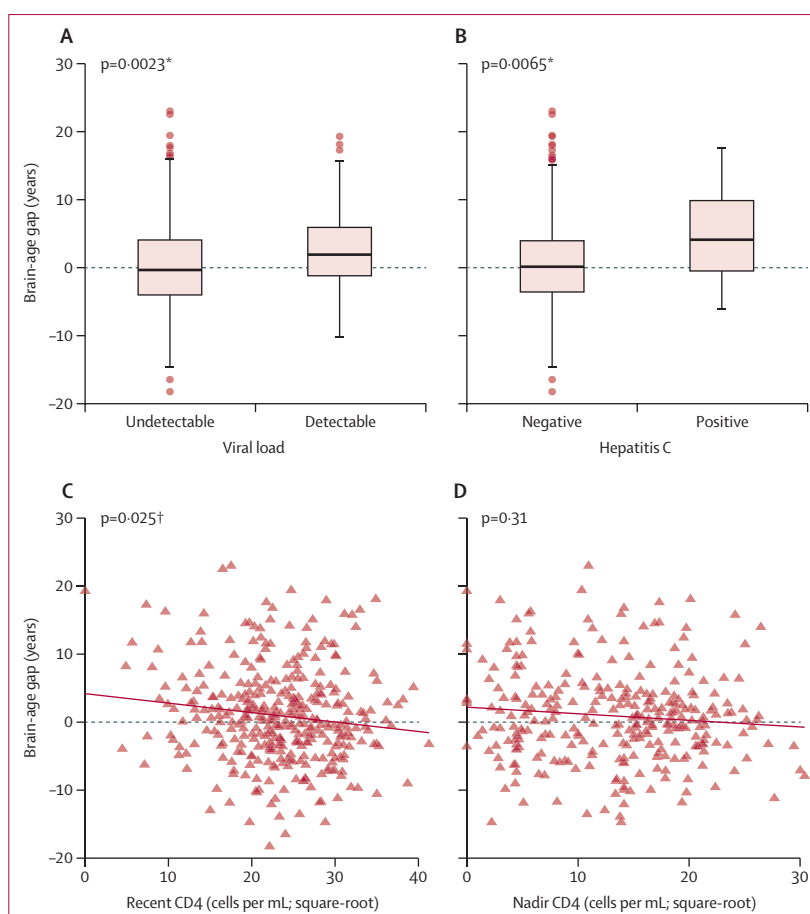 A
p=0·0023*
30
20
10
0
–10
–20
Brain-age gap (years)
Undetectable
Detectable
Viral load
B
p=0·0065*
Negative
Positive
Hepatitis C
C
p=0·025†
30
20
10
0
–10
–20
Brain-age gap (years)
0
10
20
30
40
Recent CD4 (cells per mL; square-root)
D
p=0·31
0
10
20
30
Nadir CD4 (cells per mL; square-root)